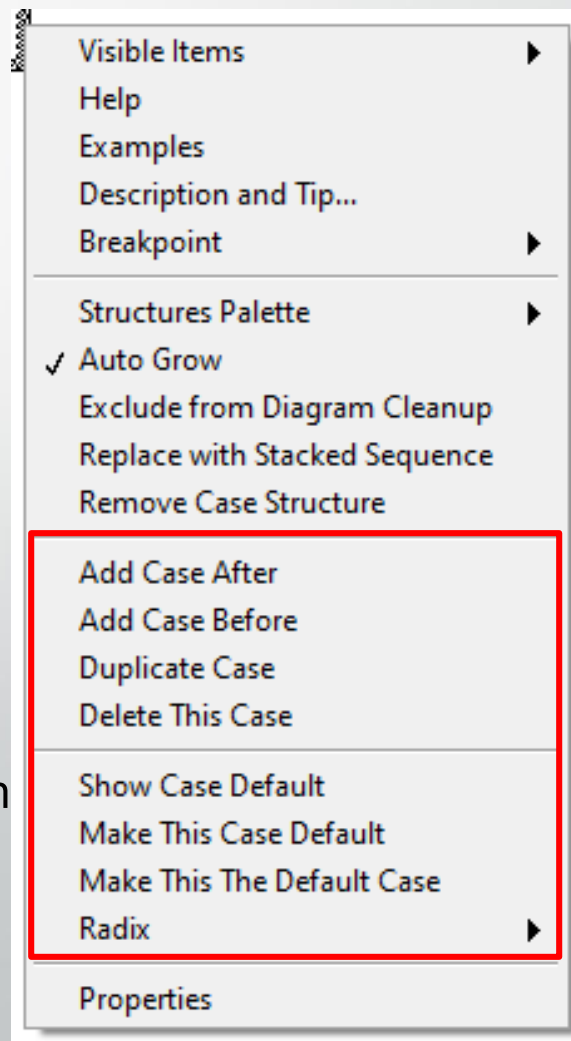 Visible Items
Help
Examples
Description and Tip...
Breakpoint
Structures Palette
Auto Grow
Exclude from Diagram Cleanup
Replace with Stacked Sequence
Remove Case Structure
Add Case After
Add Case Before
Duplicate Case
Delete This Case
Show Case Default
Make This Case Default
Make This The Default Case
Radix
Properties